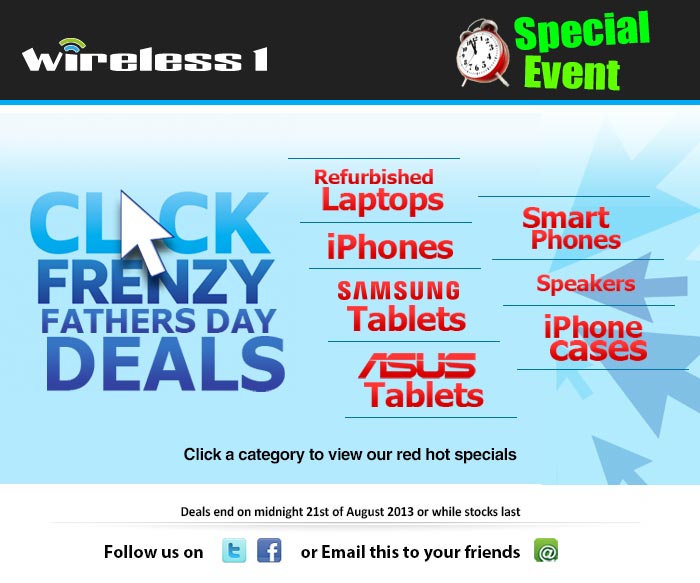 wireless 1
Special
Event
CLICK
FRENZY
FATHERS DAY
DEALS
Refurbished
Laptops
iPhones
SAMSUNG
Tablets
ASUS
Tablets
Smart
Phones
Speakers
iPhone
cases
Click a category to view our red hot specials
Deals end on midnight 21st of August 2013 or while stocks last
Follow us on t f or Email this to your friends @